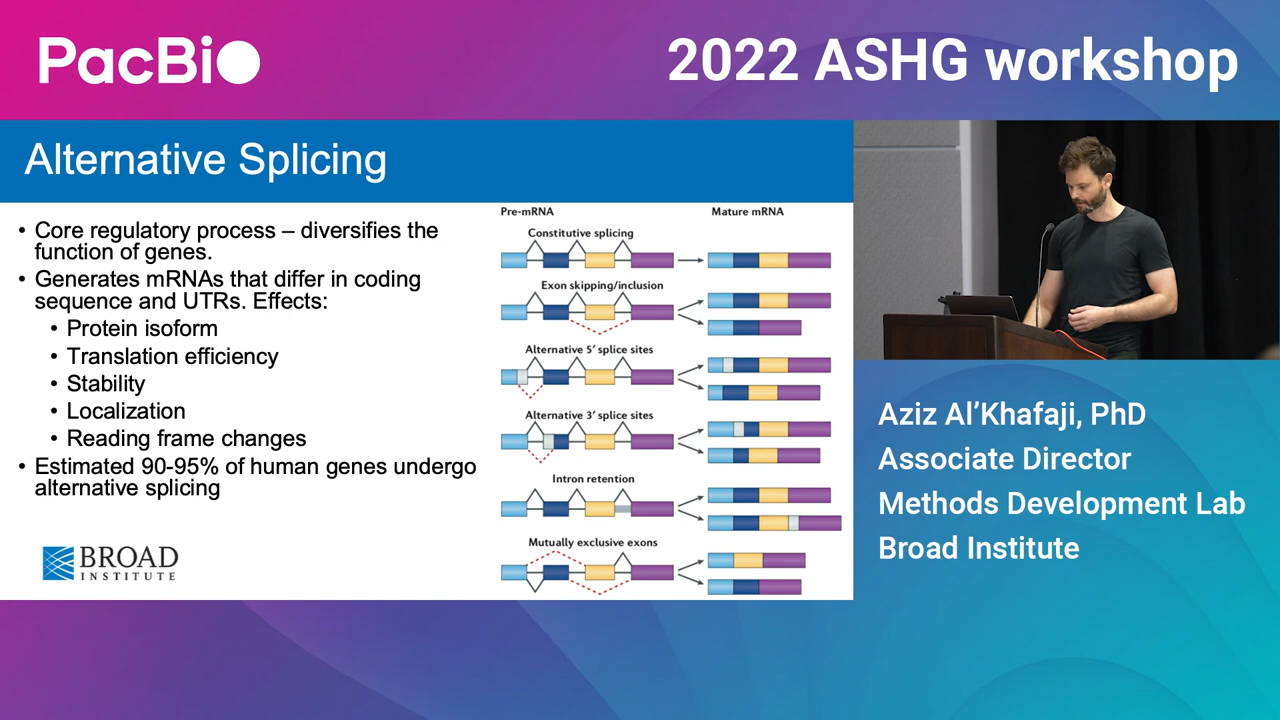 PacBio
2022 ASHG workshop
Alternative Splicing
• Core regulatory process – diversifies the
function of genes.
• Generates mRNAs that differ in coding
sequence and UTRs. Effects:
• Protein isoform
• Translation efficiency
• Stability
• Localization
• Reading frame changes
• Estimated 90-95% of human genes undergo
alternative splicing
BROAD
INSTITUTE
Pre-mRNA
Mature mRNA
Constitutive splicing
Exon skipping/inclusion
Alternative 5′ splice sites
Alternative 3′ splice sites
Intron retention
Mutually exclusive exons
Aziz Al’Khafaji, PhD
Associate Director
Methods Development Lab
Broad Institute